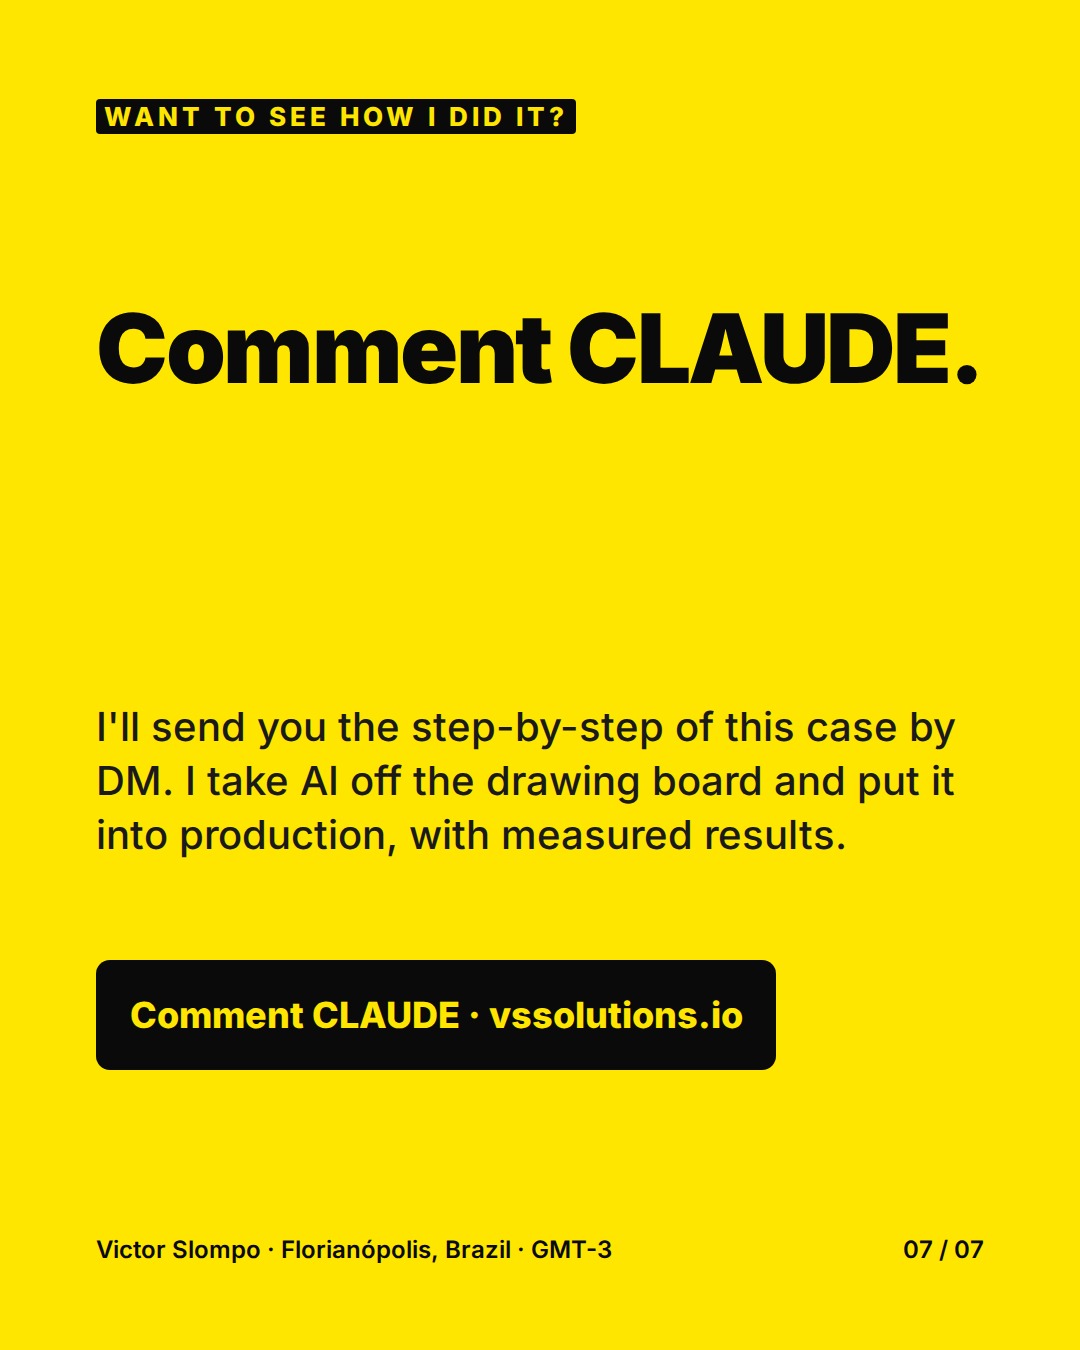 WANT TO SEE HOW I DID IT?
Comment CLAUDE.
I'll send you the step-by-step of this case by
DM. I take AI off the drawing board and put it
into production, with measured results.
Comment CLAUDE · vssolutions.io
Victor Slompo · Florianópolis, Brazil · GMT-3
07 / 07